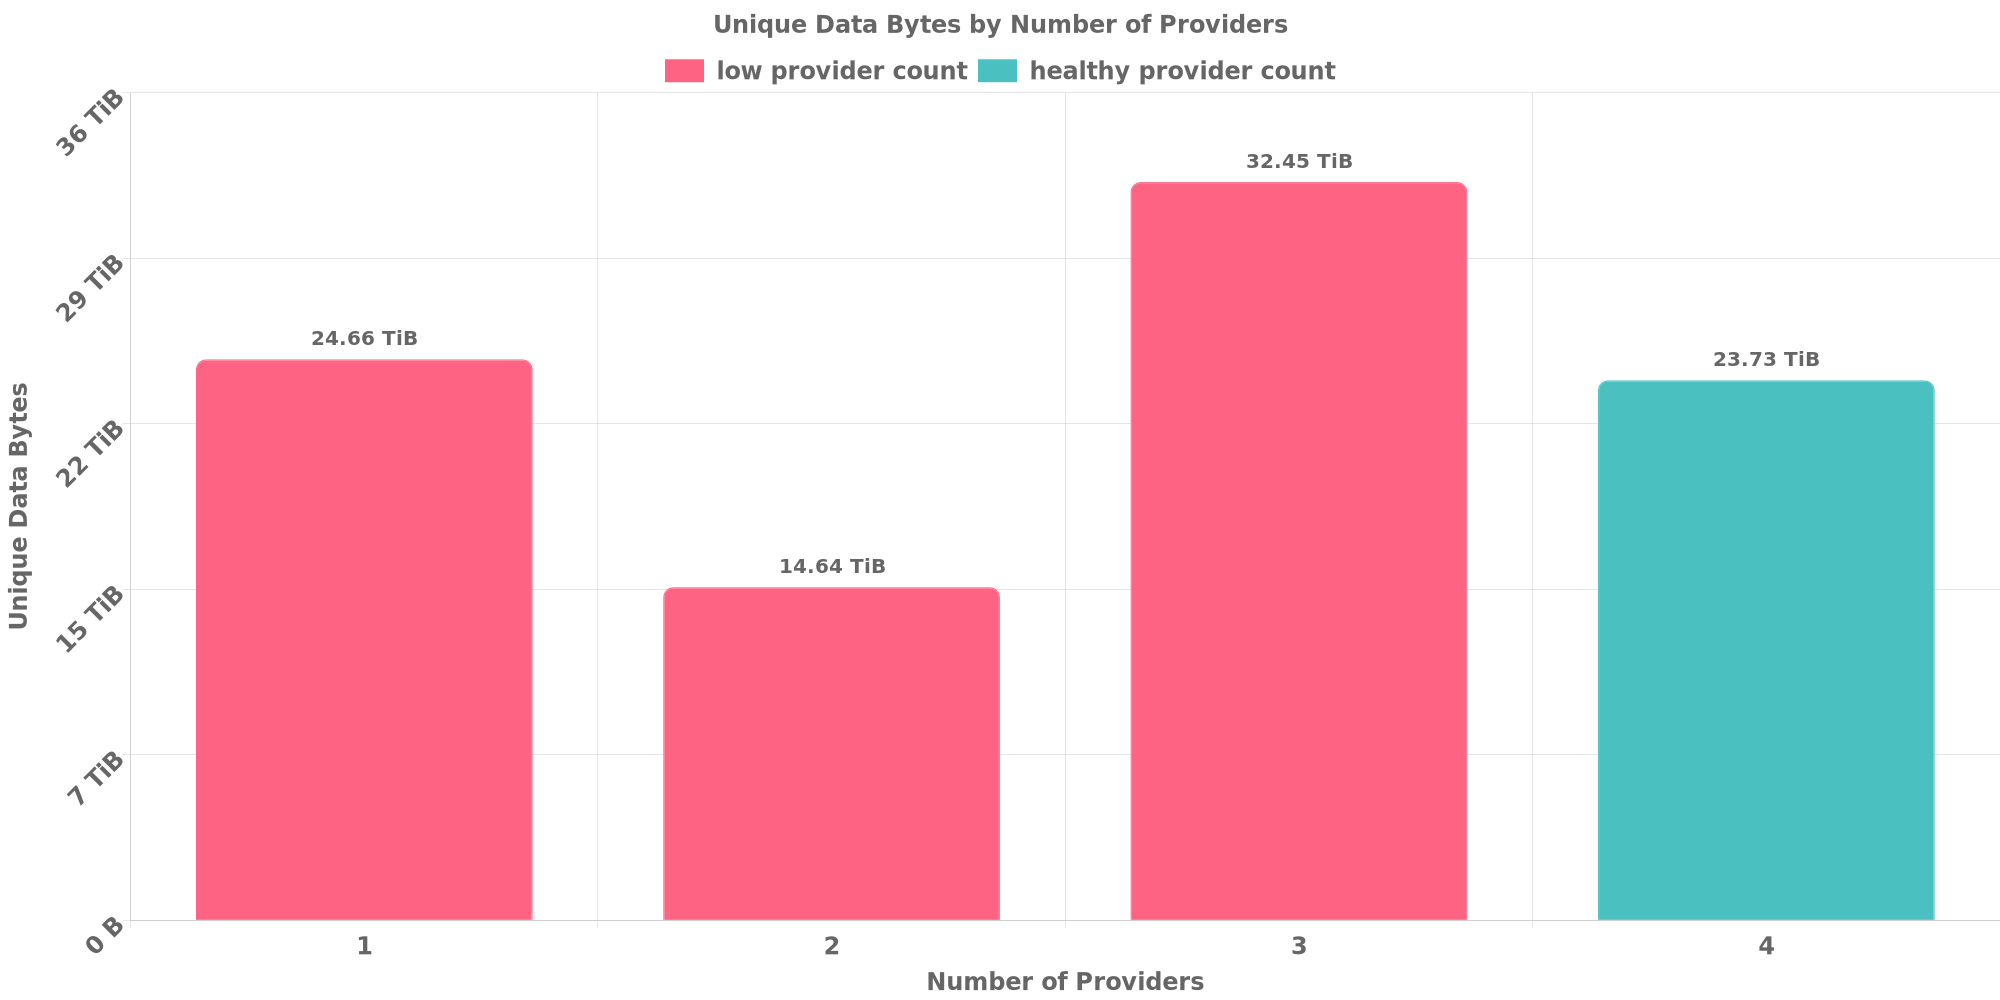 Unique Data Bytes by Number of Providers
low provider count healthy provider count
36 TiB
29 TiB
22 TiB
15 TiB
7 TiB
0 B
Unique Data Bytes
24.66 TiB
14.64 TiB
32.45 TiB
23.73 TiB
1 2 3 4
Number of Providers